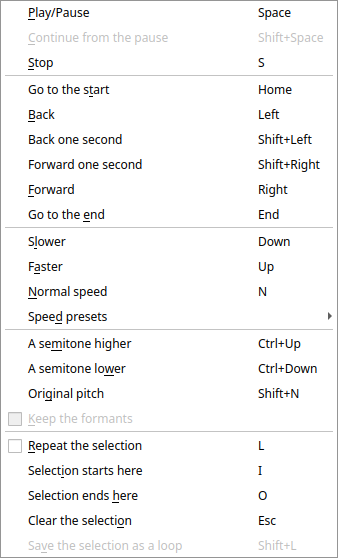 Play/Pause Space
Continue from the pause Shift+Space
Stop S
Go to the start Home
Back Left
Back one second Shift+Left
Forward one second Shift+Right
Forward Right
Go to the end End
Slower Down
Faster Up
Normal speed N
Speed presets
A semitone higher Ctrl+Up
A semitone lower Ctrl+Down
Original pitch Shift+N
Keep the formants
Repeat the selection L
Selection starts here I
Selection ends here O
Clear the selection Esc
Save the selection as a loop Shift+L